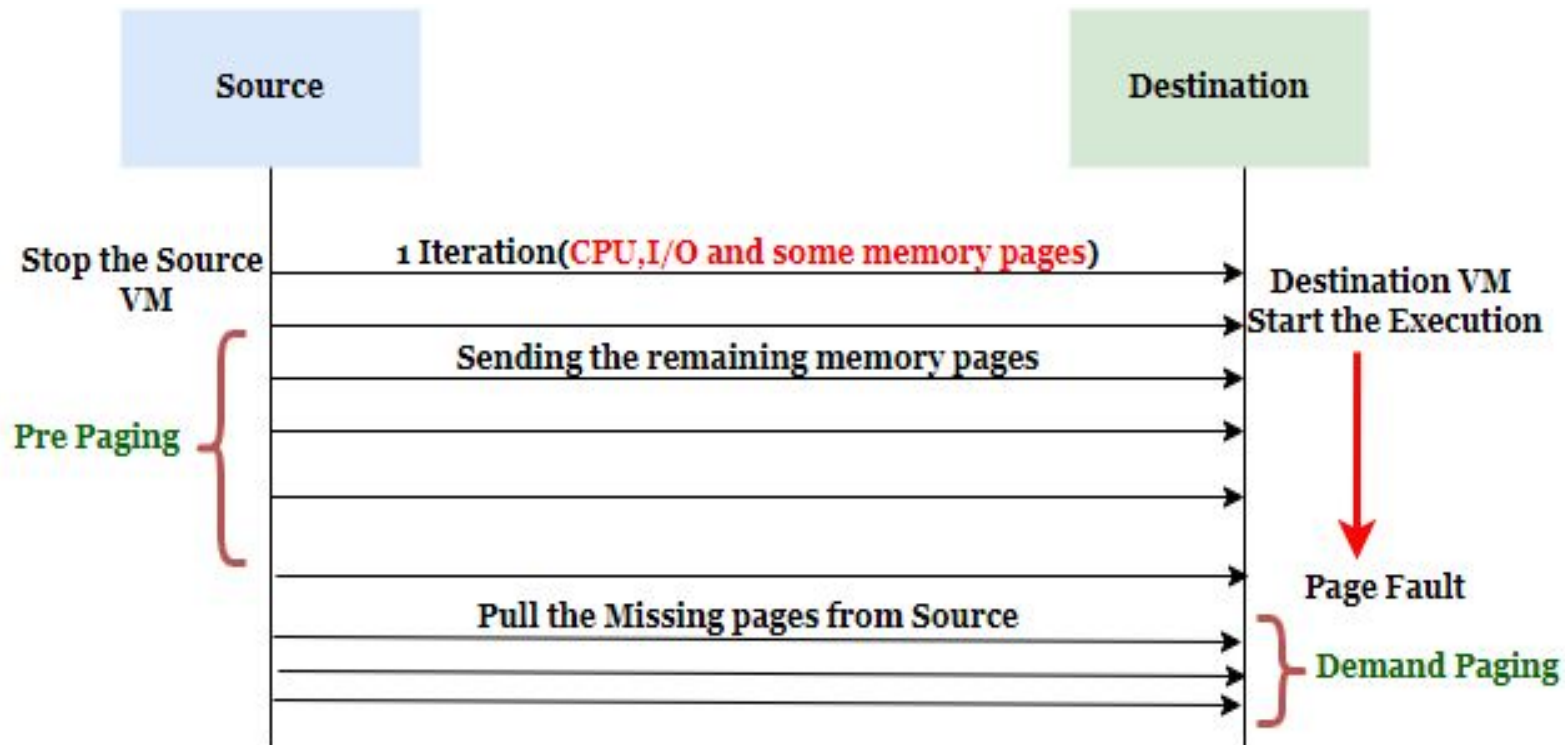 Source
Destination
1 Iteration(CPU,I/O and some memory pages)
Stop the Source
VM
Destination VM
Start the Execution
Sending the remaining memory pages
Pre Paging
Page Fault
Pull the Missing pages from Source
Demand Paging